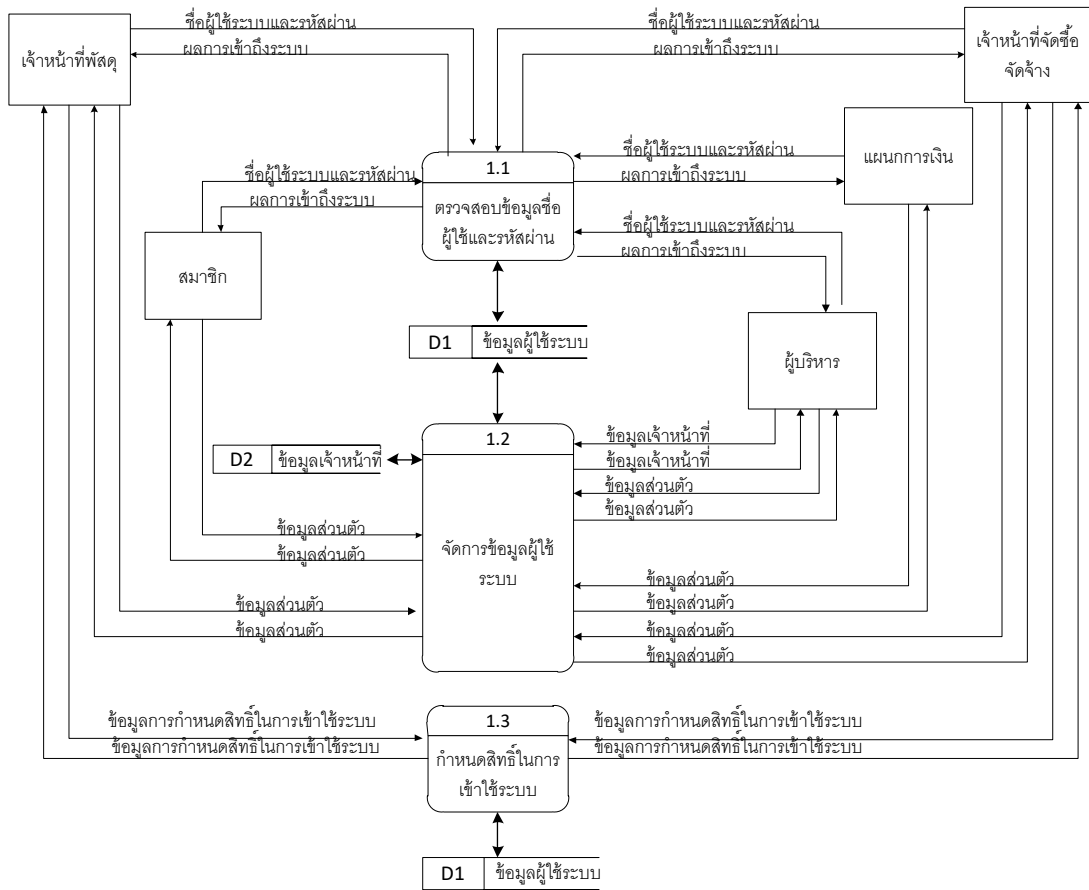 ชื่อผู้ใช้ระบบและรหัสผ่าน
ผลการเข้าถึงระบบ
เจ้าหน้าที่พัสดุ
ชื่อผู้ใช้ระบบและรหัสผ่าน
ผลการเข้าถึงระบบ
เจ้าหน้าที่จัดซื้อ
จัดจ้าง
ชื่อผู้ใช้ระบบและรหัสผ่าน
ผลการเข้าถึงระบบ
1.1
ตรวจสอบข้อมูลชื่อ
ผู้ใช้และรหัสผ่าน
ชื่อผู้ใช้ระบบและรหัสผ่าน
ผลการเข้าถึงระบบ
แผนกการเงิน
ชื่อผู้ใช้ระบบและรหัสผ่าน
ผลการเข้าถึงระบบ
สมาชิก
D1 ข้อมูลผู้ใช้ระบบ
ผู้บริหาร
1.2
จัดการข้อมูลผู้ใช้
ระบบ
D2 ข้อมูลเจ้าหน้าที่
ข้อมูลเจ้าหน้าที่
ข้อมูลเจ้าหน้าที่
ข้อมูลส่วนตัว
ข้อมูลส่วนตัว
ข้อมูลส่วนตัว
ข้อมูลส่วนตัว
ข้อมูลส่วนตัว
ข้อมูลส่วนตัว
ข้อมูลส่วนตัว
ข้อมูลส่วนตัว
ข้อมูลส่วนตัว
ข้อมูลส่วนตัว
ข้อมูลการกำหนดสิทธิ์ในการเข้าใช้ระบบ
ข้อมูลการกำหนดสิทธิ์ในการเข้าใช้ระบบ
1.3
กำหนดสิทธิ์ในการ
เข้าใช้ระบบ
ข้อมูลการกำหนดสิทธิ์ในการเข้าใช้ระบบ
ข้อมูลการกำหนดสิทธิ์ในการเข้าใช้ระบบ
D1 ข้อมูลผู้ใช้ระบบ